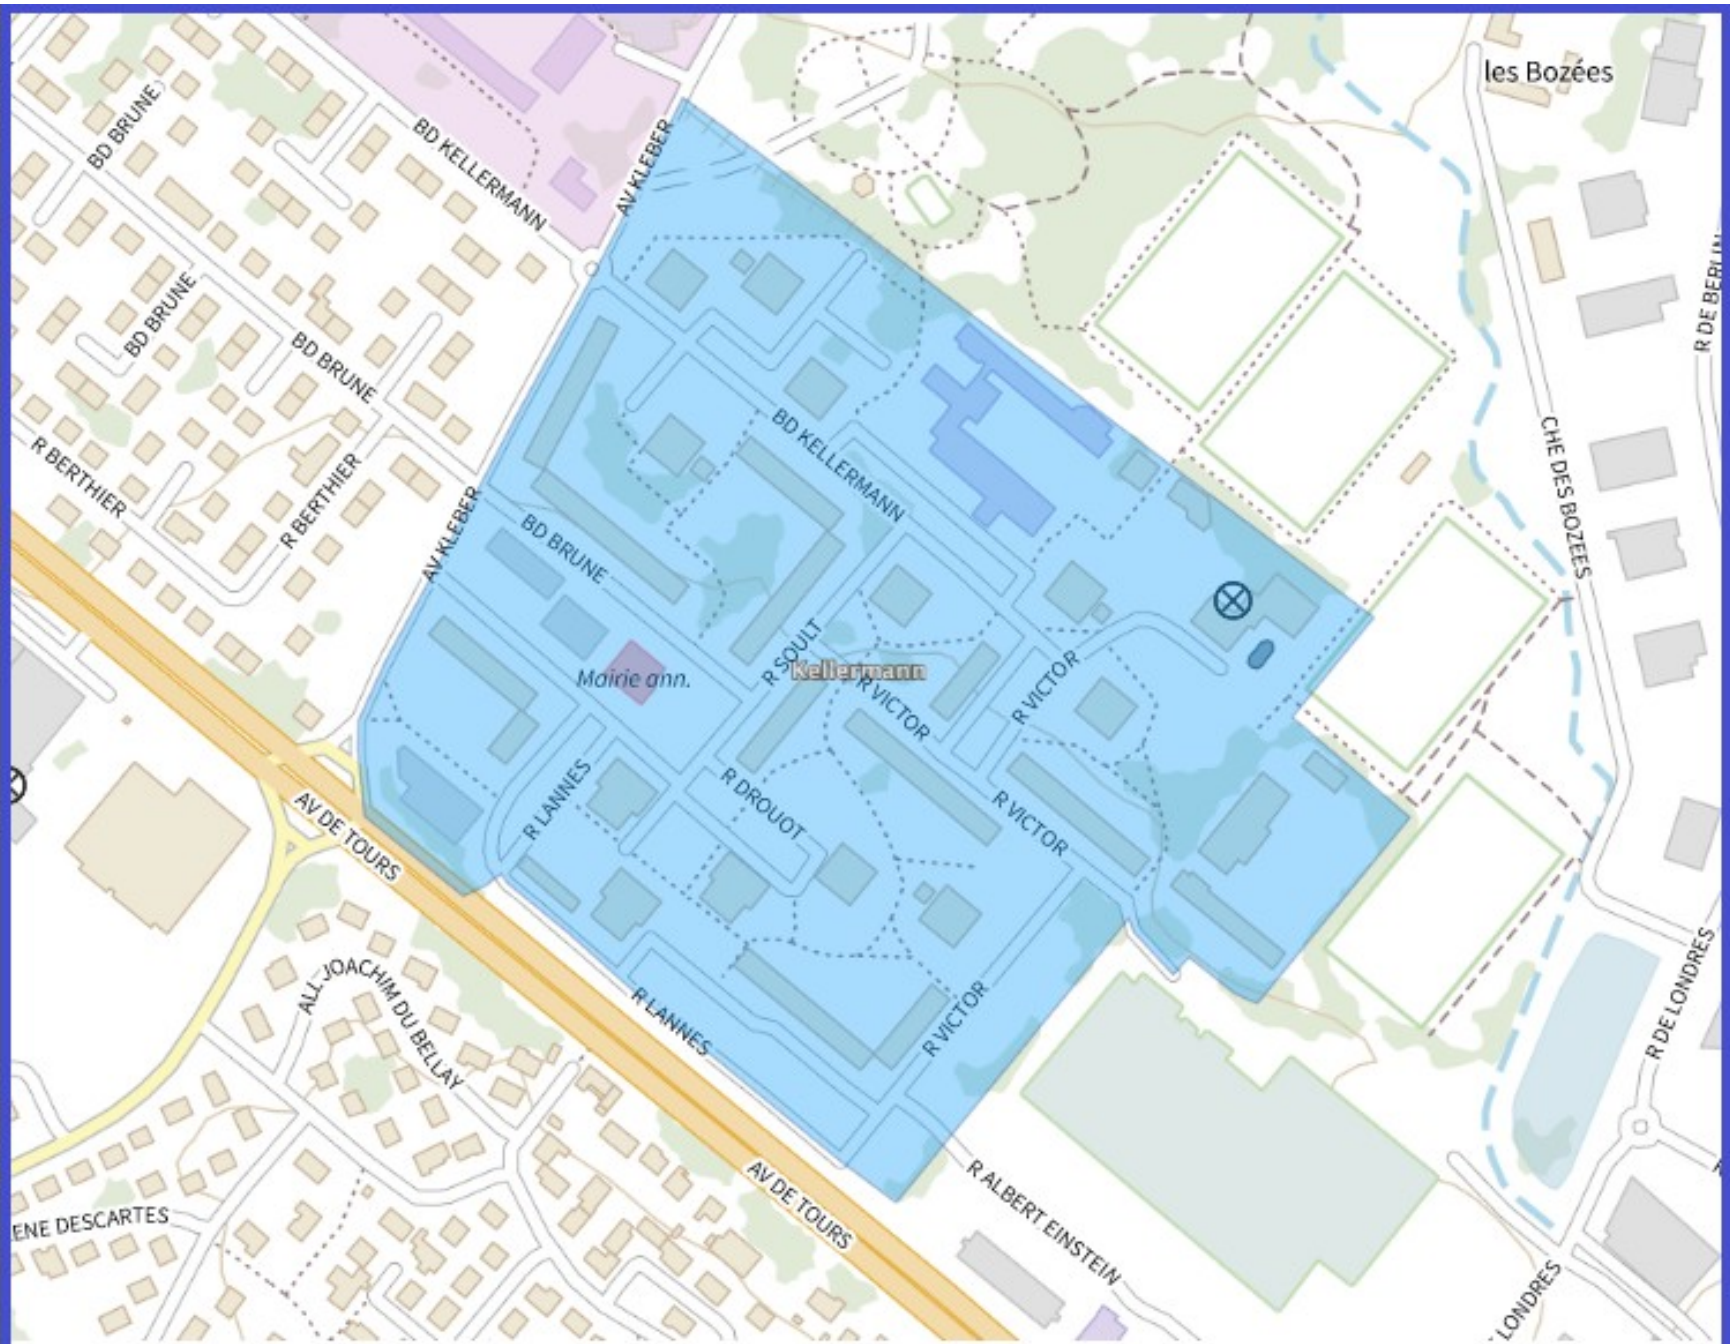 les Bozées
BD BRUNE
BD KELLERMANN
AV KLEBER
R DE BERLIN
BD BRUNE
BD BRUNE
R BERTHIER
R BERTHIER
AV KLEBER
BD KELLERMANN
BD BRUNE
CHE DES BOZEES
R SOULT
Kellermann
Mairie ann.
R VICTOR
R VICTOR
R LANNES
R DROUOT
R VICTOR
AV DE TOURS
ALL JOACHIM DU BELLAY
R LANNES
R VICTOR
R DE LONDRES
AV DE TOURS
R ALBERT EINSTEIN
ENE DESCARTES
LONDRES